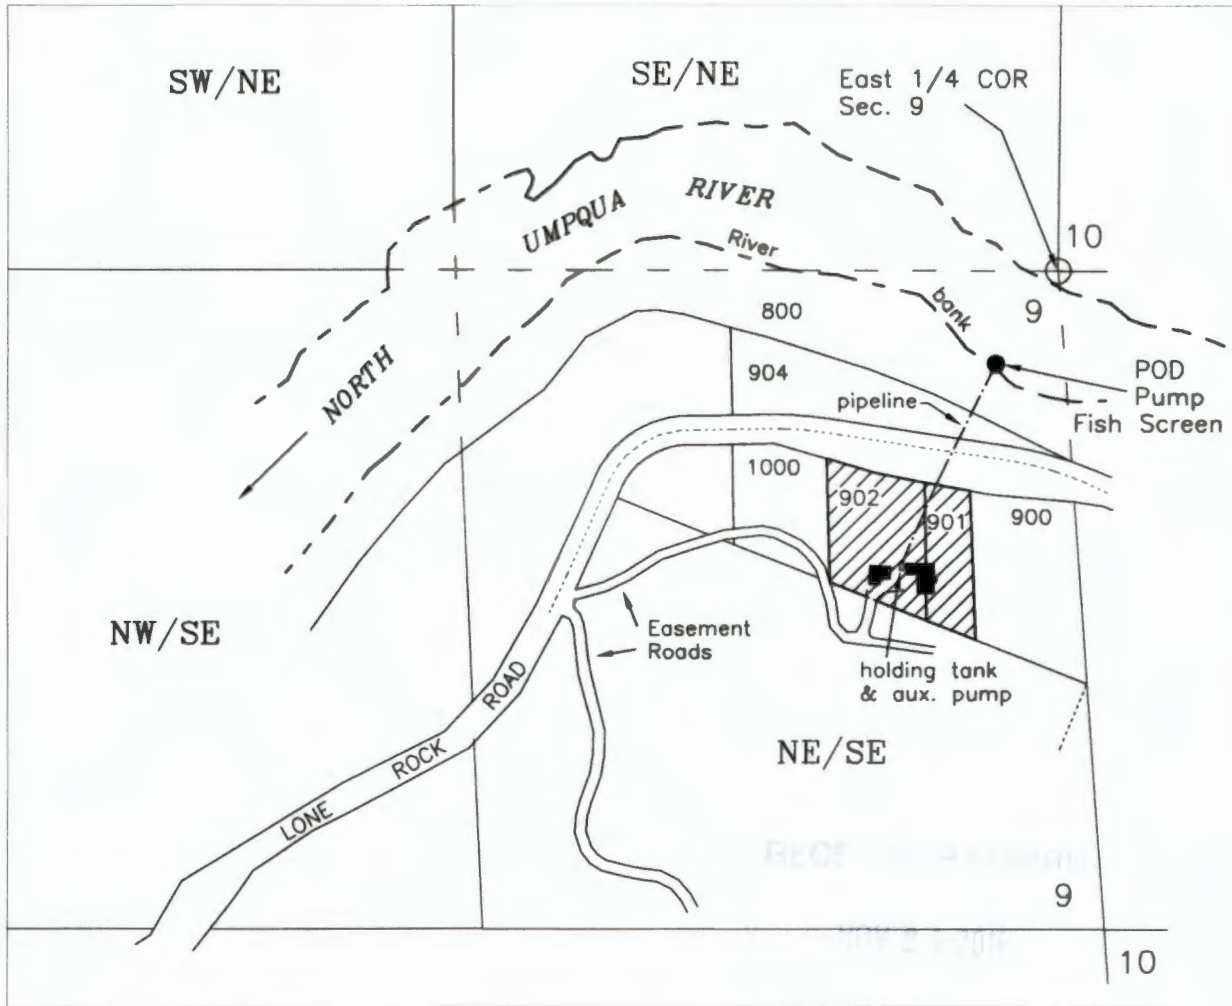 SW/NE
SE/NE
East 1/4 COR
Sec. 9
RIVER
UMPQUA
River
bank
10
9
800
904
POD
Pump
Fish Screen
NORTH
pipeline
1000
902
901
900
NW/SE
Easement
Roads
holding tank
& aux. pump
ROAD
ROCK
LONE
NE/SE
9
10